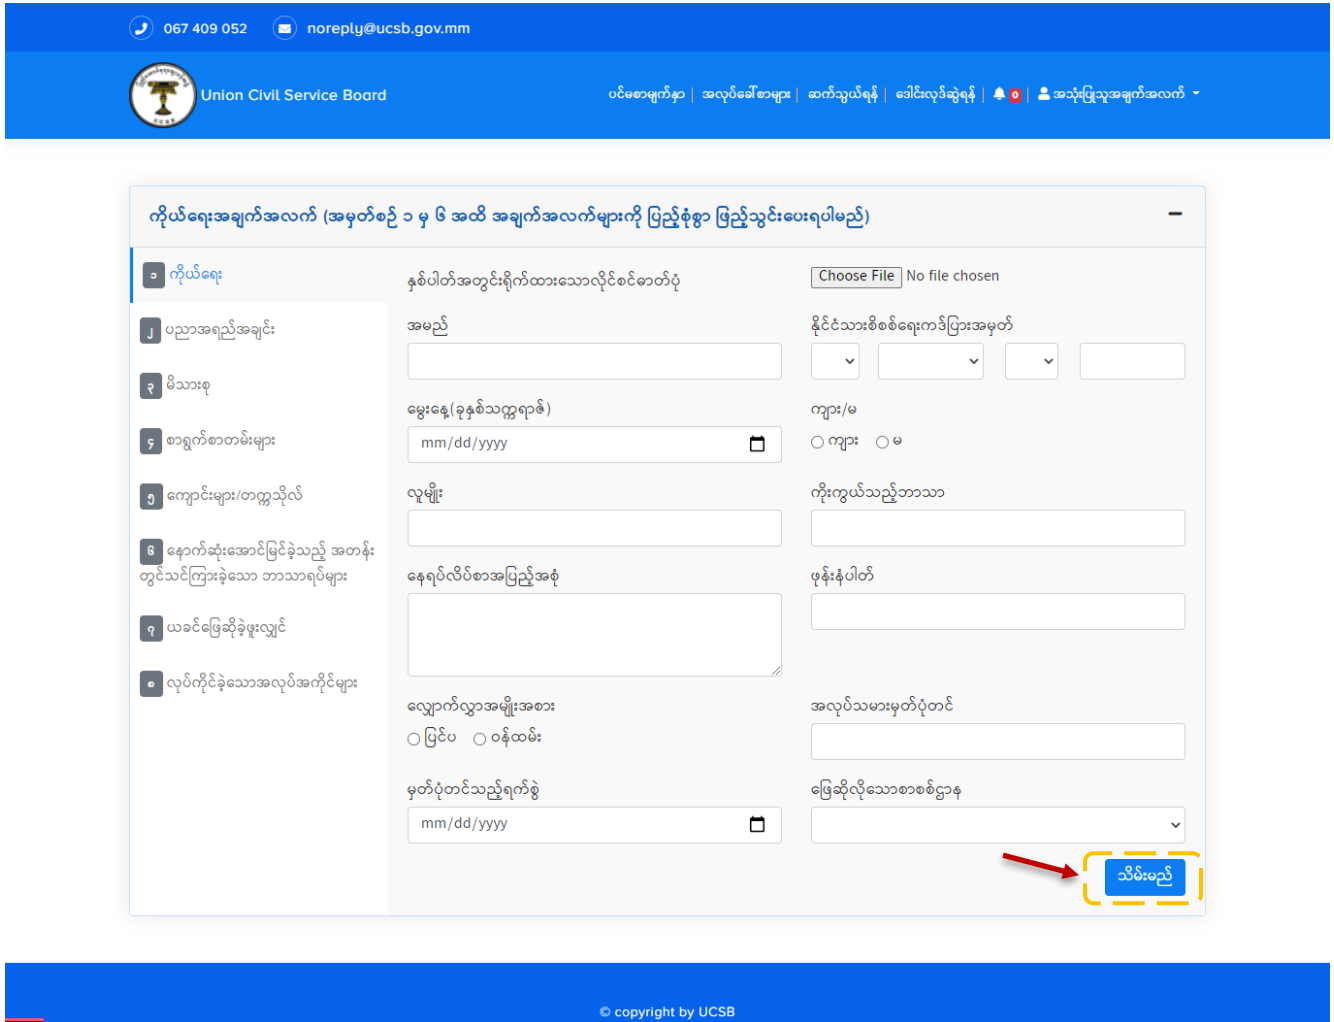 067 409 052 noreply@ucsb.gov.mm
Union Civil Service Board
ပင်မစာမျက်နှာ | အလုပ်ခေါ်စာများ | ဆက်သွယ်ရန် | ဒေါင်းလုဒ်ဆွဲရန် | 0 | အသုံးပြုသူအချက်အလက်
ကိုယ်ရေးအချက်အလက် (အမှတ်စဉ် ၁ မှ ၆ အထိ အချက်အလက်များကို ပြည့်စုံစွာ ဖြည့်သွင်းပေးရပါမည်)
၁ ကိုယ်ရေး
၂ ပညာအရည်အချင်း
၃ မိသားစု
၄ စာရွက်စာတမ်းများ
၅ ကျောင်းများ/တက္ကသိုလ်
၆ နောက်ဆုံးအောင်မြင်ခဲ့သည့် အတန်း
တွင်သင်ကြားခဲ့သော ဘာသာရပ်များ
၇ ယခင်ဖြေဆိုခဲ့ဖူးလျှင်
၈ လုပ်ကိုင်ခဲ့သောအလုပ်အကိုင်များ
နှစ်ပါတ်အတွင်းရိုက်ထားသောလိုင်စင်ဓာတ်ပုံ
Choose File No file chosen
အမည်
နိုင်ငံသားစိစစ်ရေးကဒ်ပြားအမှတ်
မွေးနေ့(ခုနှစ်သက္ကရာဇ်)
mm/dd/yyyy
ကျား/မ
ကျား မ
လူမျိုး
ကိုးကွယ်သည့်ဘာသာ
နေရပ်လိပ်စာအပြည့်အစုံ
ဖုန်းနံပါတ်
လျှောက်လွှာအမျိုးအစား
ပြင်ပ ဝန်ထမ်း
အလုပ်သမားမှတ်ပုံတင်
မှတ်ပုံတင်သည့်ရက်စွဲ
mm/dd/yyyy
ဖြေဆိုလိုသောစာစစ်ဌာန
သိမ်းမည်
© copyright by UCSB